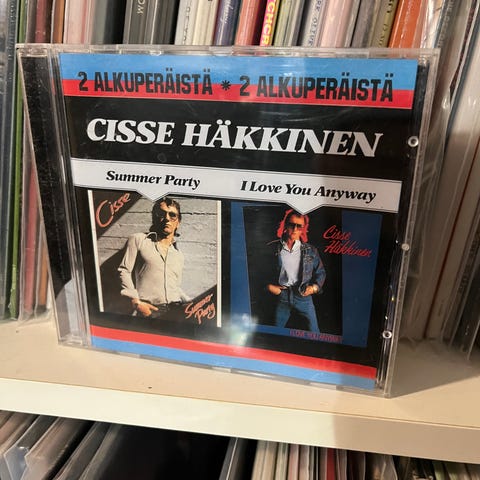 2 ALKUPERÄISTÄ * 2 ALKUPERÄISTÄ
CISSE HÄKKINEN
Summer Party
I Love You Anyway
Cisse
Summer
Party
Cisse
Häkkinen
I LOVE YOU ANYWAY